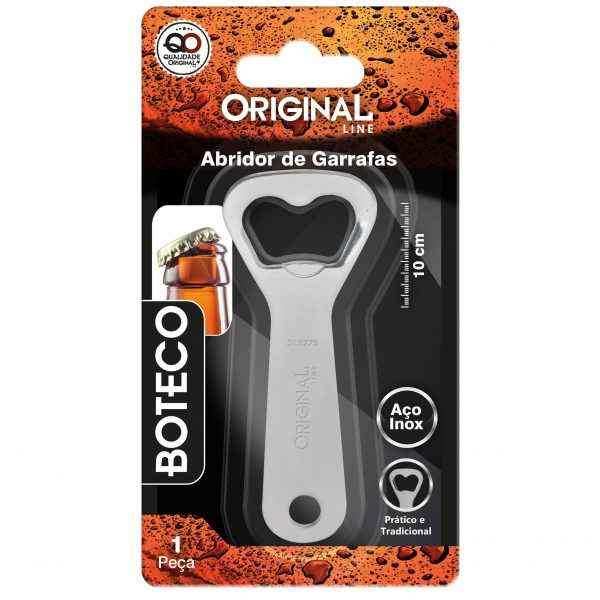 QO
QUALIDADE
ORIGINAL
ORIGINAL
LINE
Abridor de Garrafas
10 cm
BOTECO
ORIGINAL
LINE
Aço
Inox
Prático e
Tradicional
1
Peça